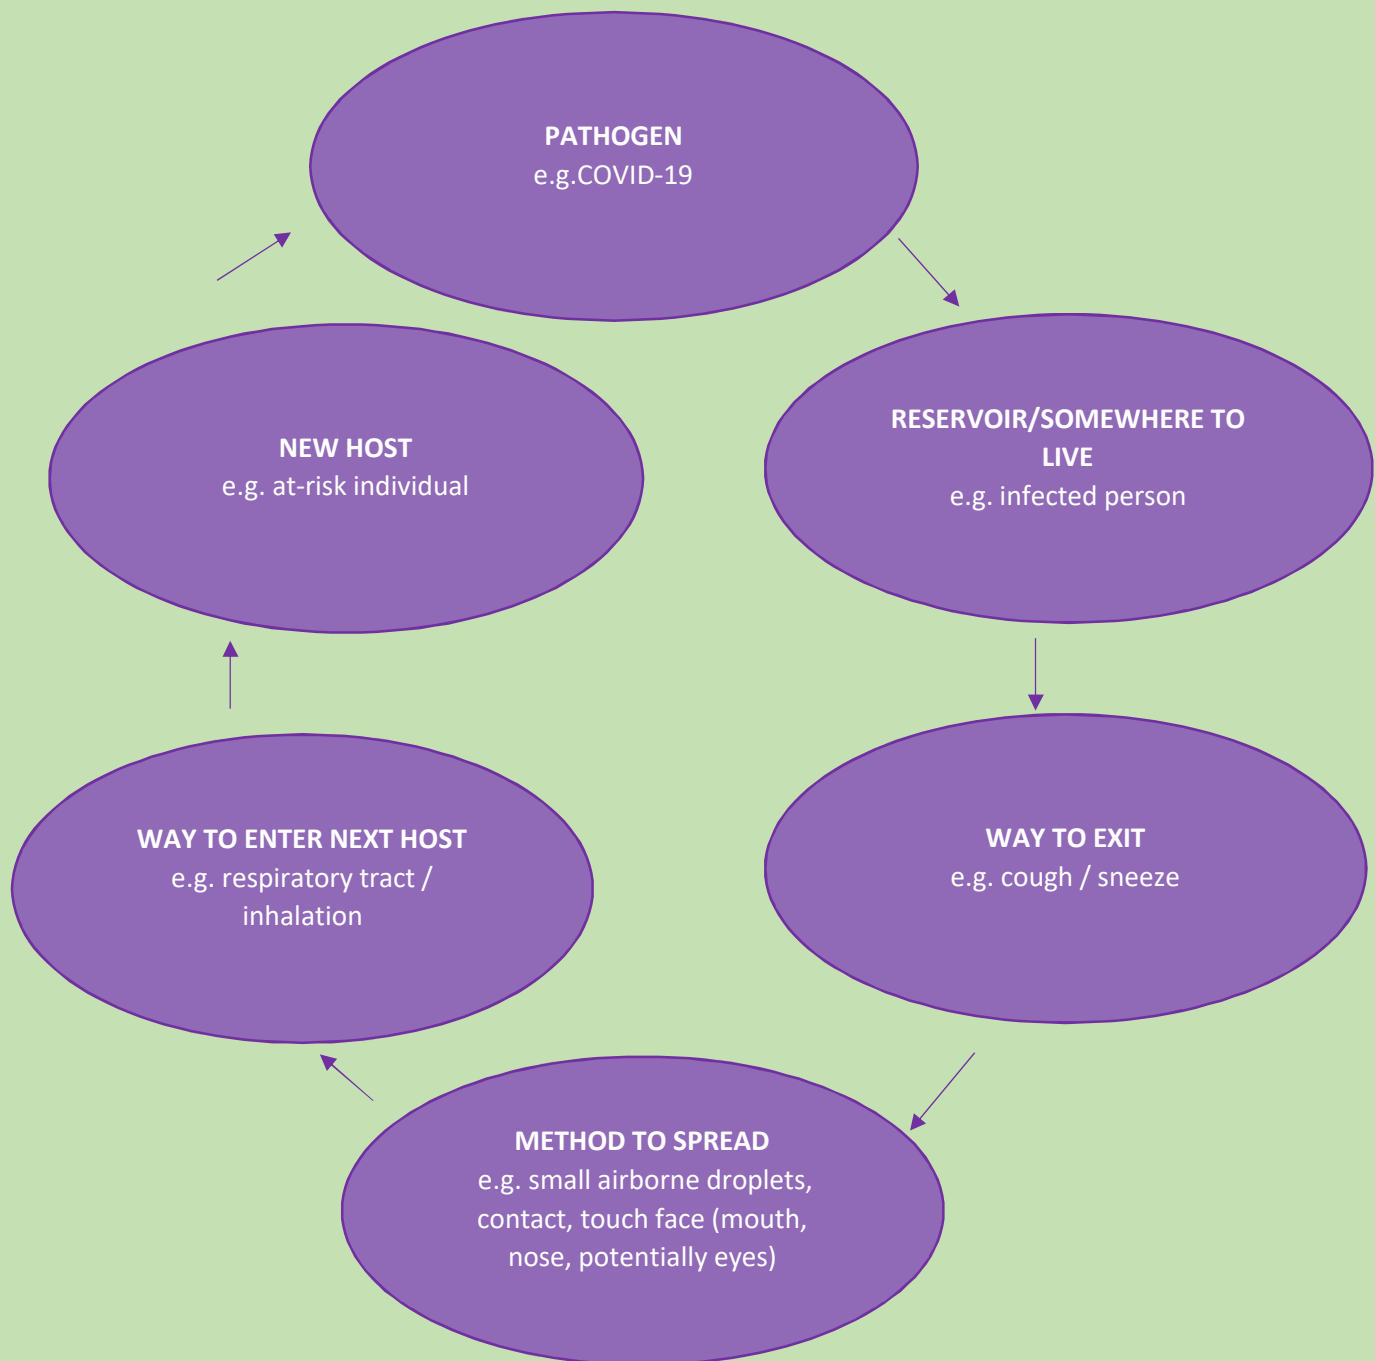 PATHOGEN
e.g.COVID-19
RESERVOIR/SOMEWHERE TO
LIVE
e.g. infected person
WAY TO EXIT
e.g. cough / sneeze
METHOD TO SPREAD
e.g. small airborne droplets,
contact, touch face (mouth,
nose, potentially eyes)
WAY TO ENTER NEXT HOST
e.g. respiratory tract /
inhalation
NEW HOST
e.g. at-risk individual